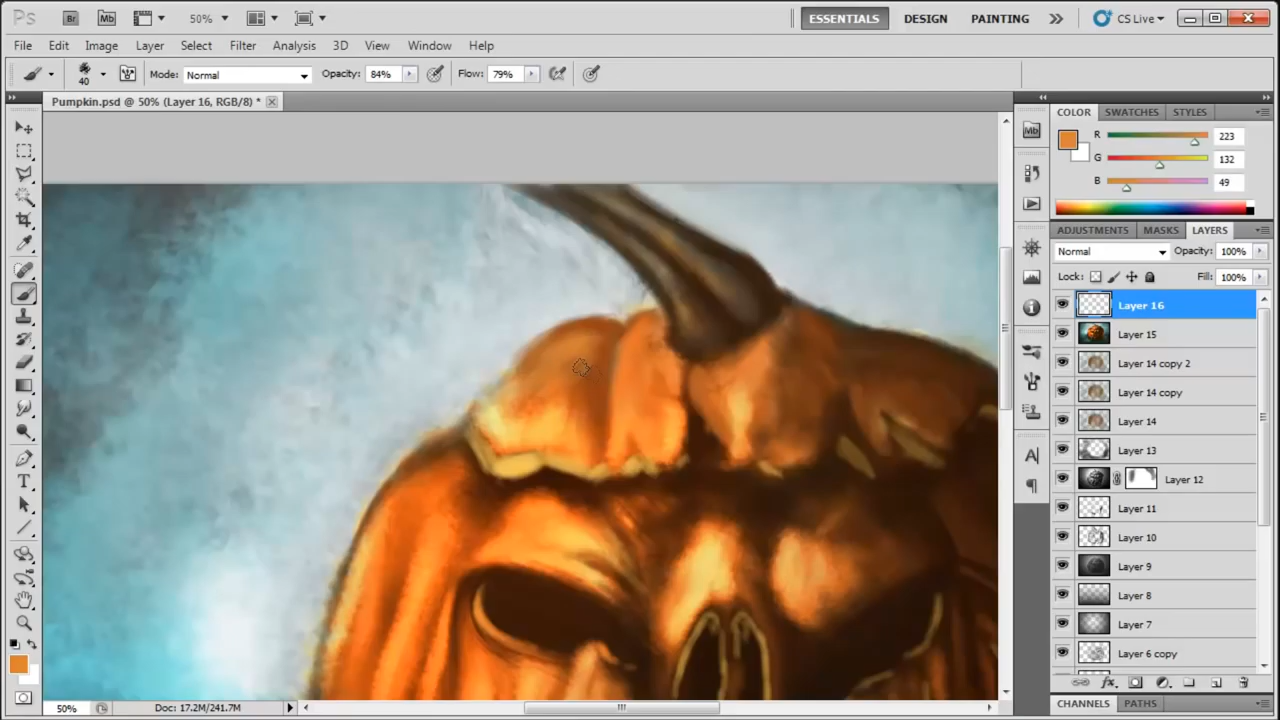 Ps Br Mb 50% ESSENTIALS DESIGN PAINTING CS Live
File Edit Image Layer Select Filter Analysis 3D View Window Help
40 Mode: Normal Opacity: 84% Flow: 79%
Pumpkin.psd @ 50% (Layer 16, RGB/8) *
COLOR SWATCHES STYLES
Mb
R 223
G 132
B 49
ADJUSTMENTS MASKS LAYERS
Normal Opacity: 100%
Lock: Fill: 100%
Layer 16
Layer 15
Layer 14 copy 2
Layer 14 copy
Layer 14
Layer 13
Layer 12
Layer 11
Layer 10
Layer 9
Layer 8
Layer 7
Layer 6 copy
CHANNELS PATHS
50% Doc: 17.2M/241.7M